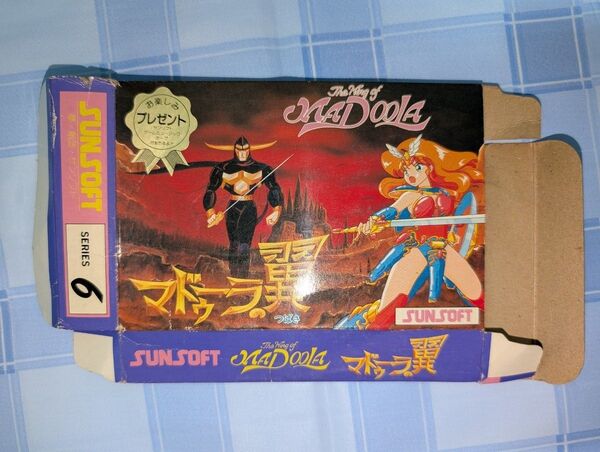 お楽しみ
プレゼント
The Wing of
MADOOLA
マドゥーラの翼
つばさ
SUNSOFT
SUNSOFT
SERIES
6
SUNSOFT
The Wing of
MADOOLA
マドゥーラの翼